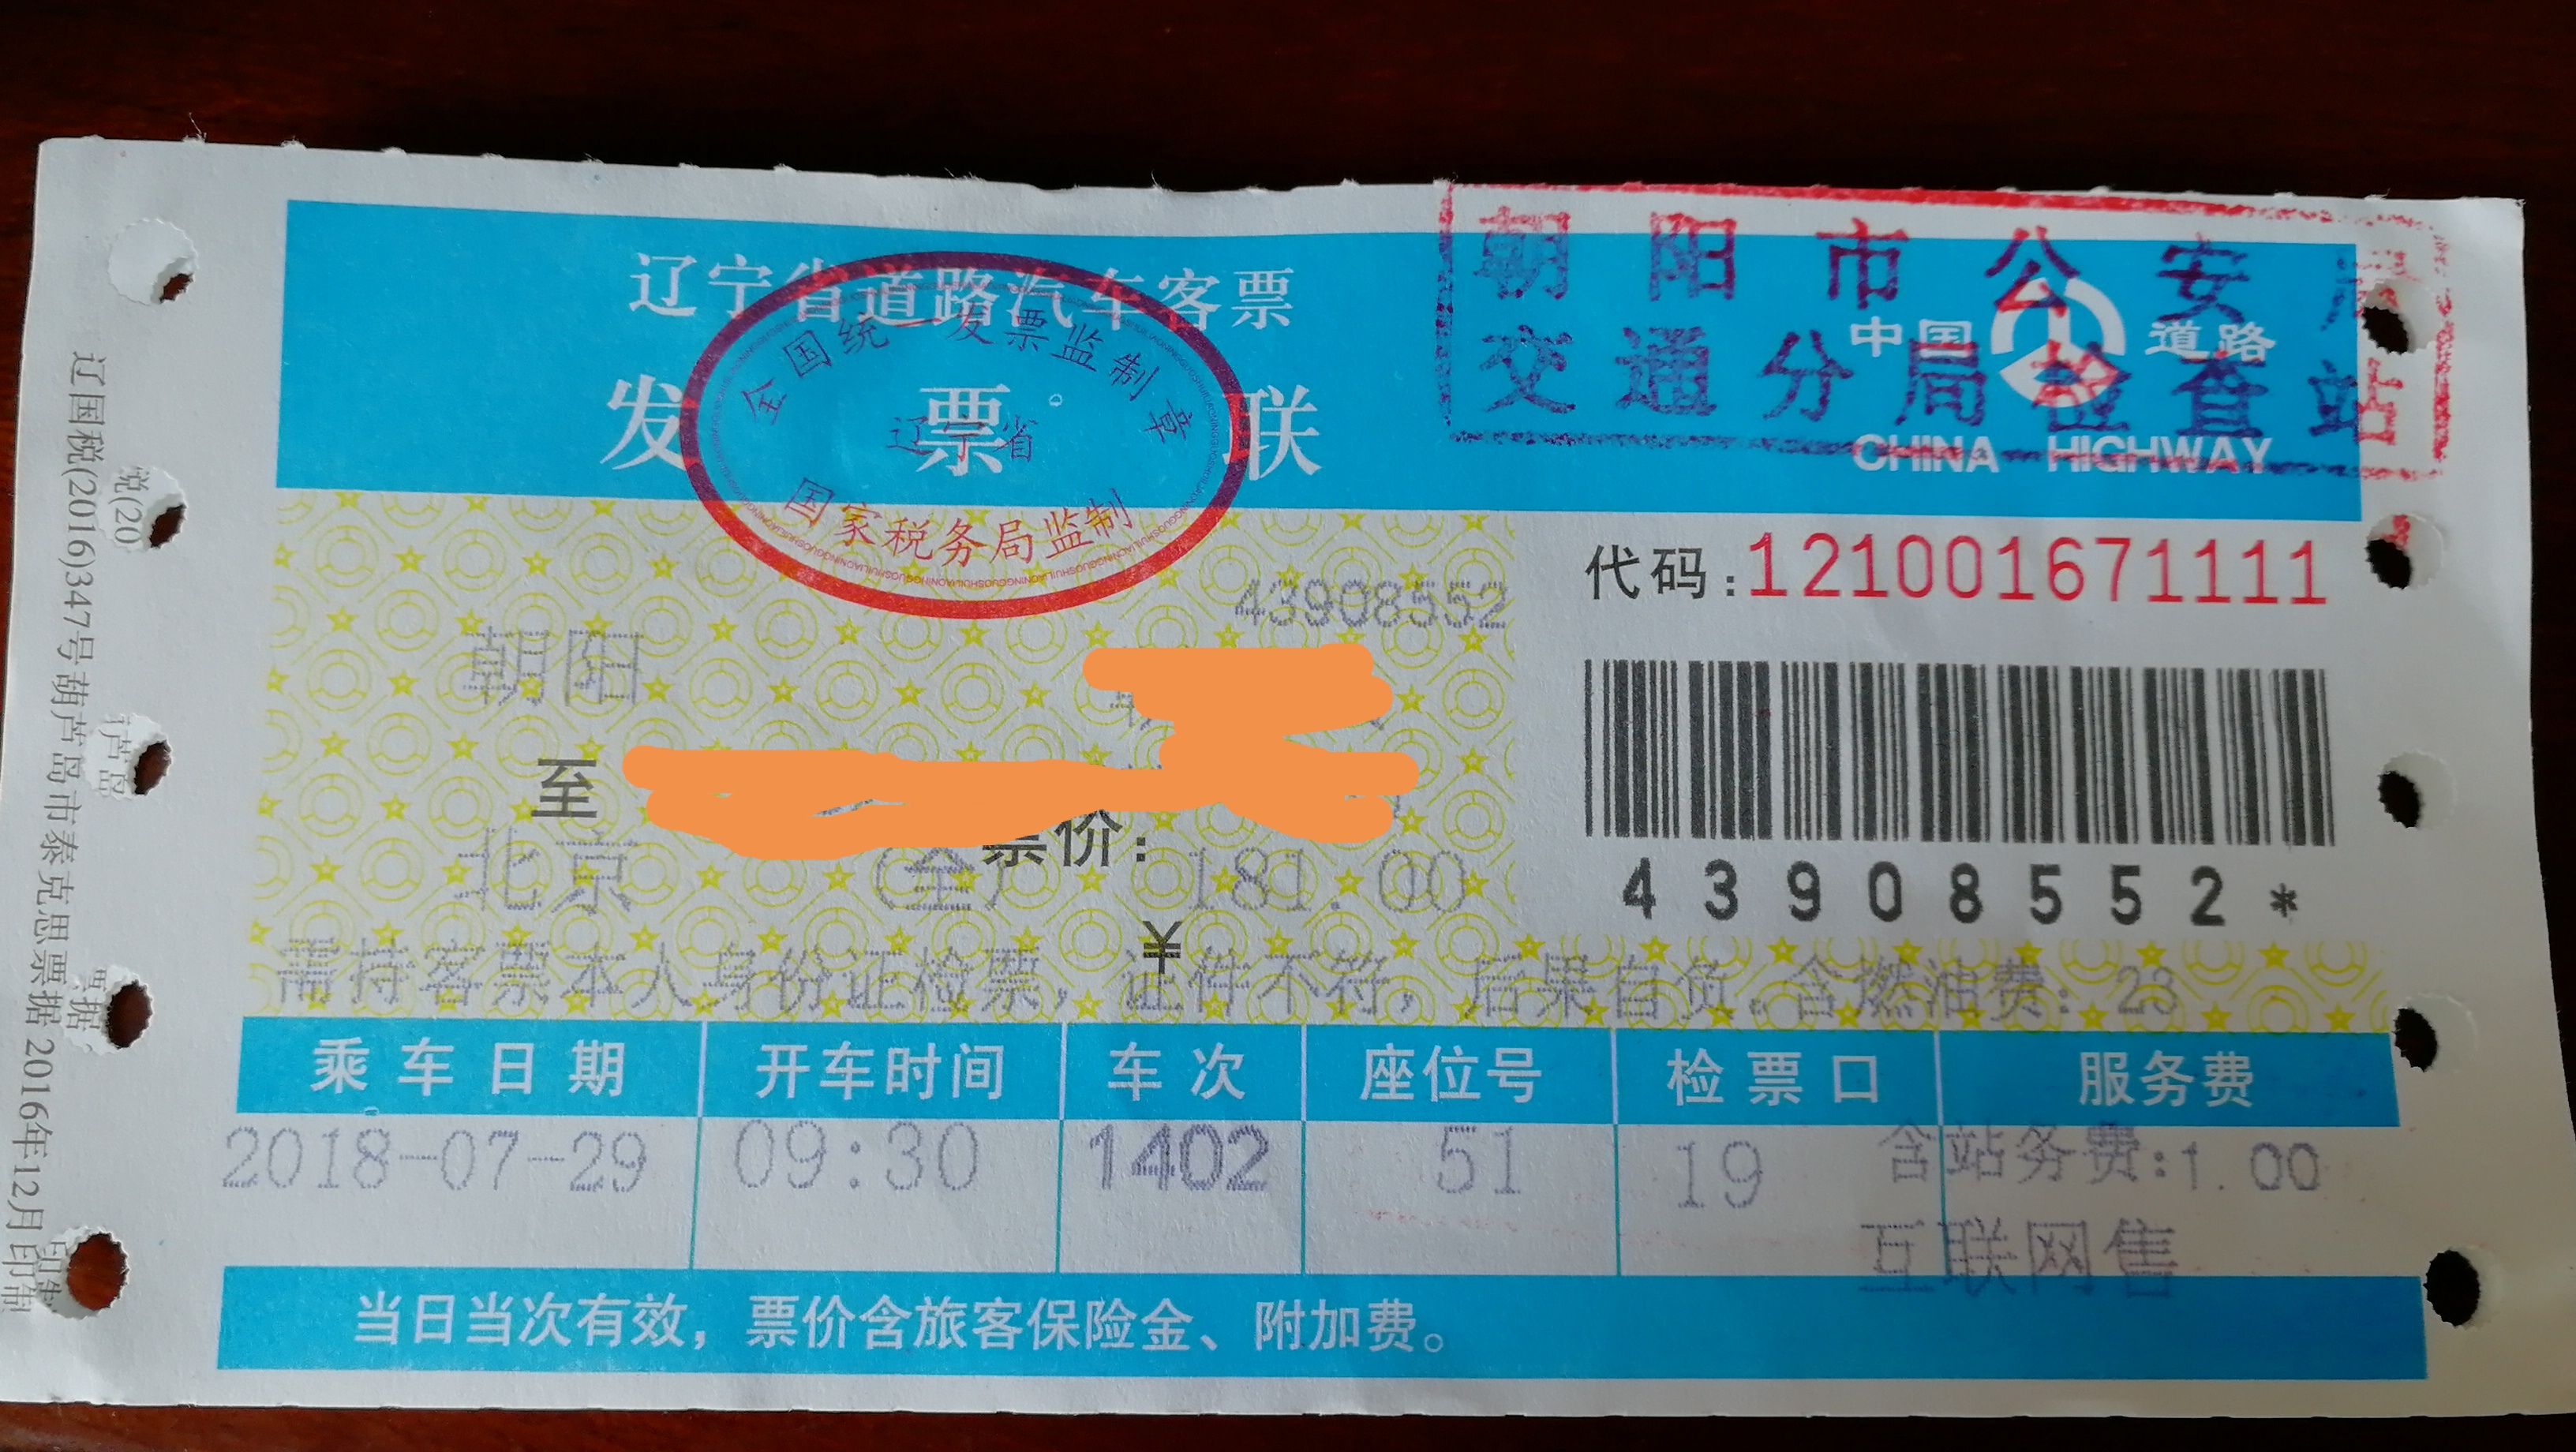 辽宁省道路汽车客票
发票联
全国统一发票监制章
辽宁省
国家税务局监制
朝阳市公安局
交通分局检查站
中国道路
CHINA HIGHWAY
代码:121001671111
43908552
朝阳
至
北京
(全)
票价:
181.00
¥
43908552*
需持客票本人身份证检票,证件不符,后果自负.含燃油费:23
乘车日期 开车时间 车次 座位号 检票口 服务费
2018-07-29 09:30 1402 51 19 含站务费:1.00
互联网售
当日当次有效，票价含旅客保险金、附加费。
辽国税(2016)347号葫芦岛市泰克思票据2016年12月印制